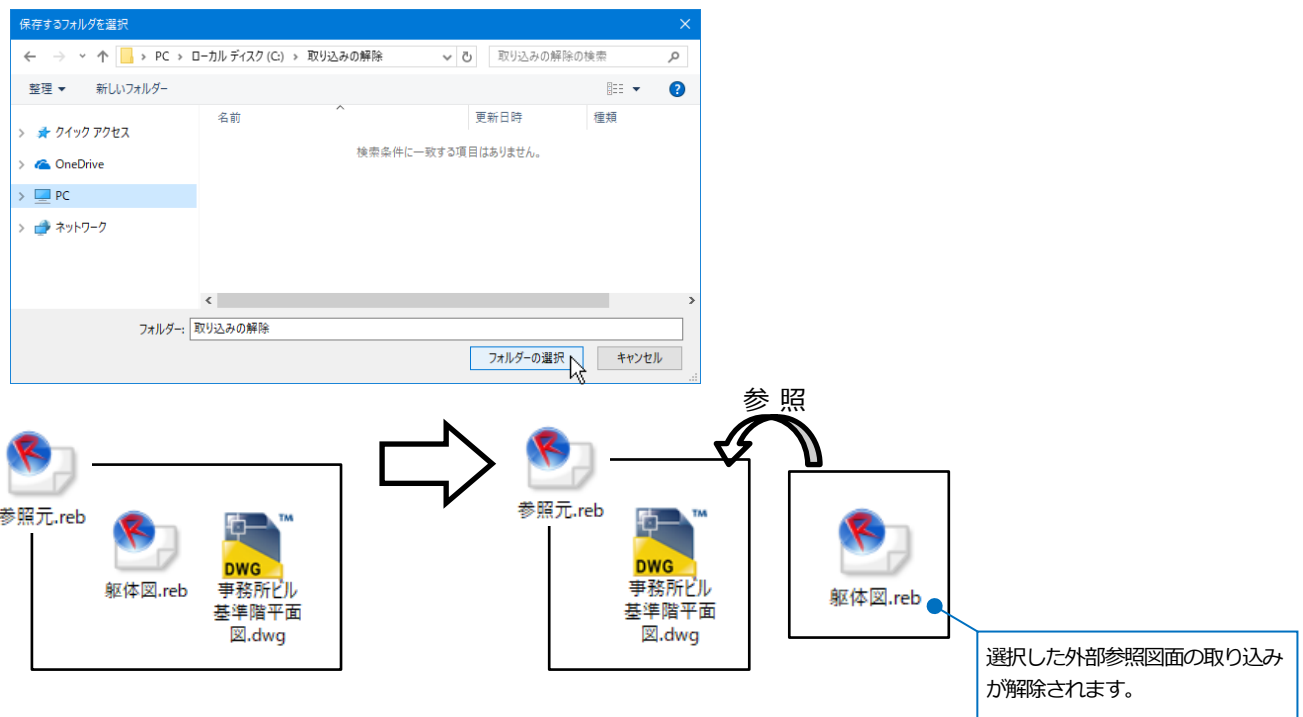 保存するフォルダを選択
PC › ローカル ディスク (C:) › 取り込みの解除
取り込みの解除の検索
整理 新しいフォルダー
名前 更新日時 種類
検索条件に一致する項目はありません。
クイック アクセス
OneDrive
PC
ネットワーク
フォルダー: 取り込みの解除
フォルダーの選択 キャンセル
参 照
参照元.reb
躯体図.reb
DWG
TM
事務所ビル
基準階平面
図.dwg
参照元.reb
DWG
TM
事務所ビル
基準階平面
図.dwg
躯体図.reb
選択した外部参照図面の取り込み
が解除されます。